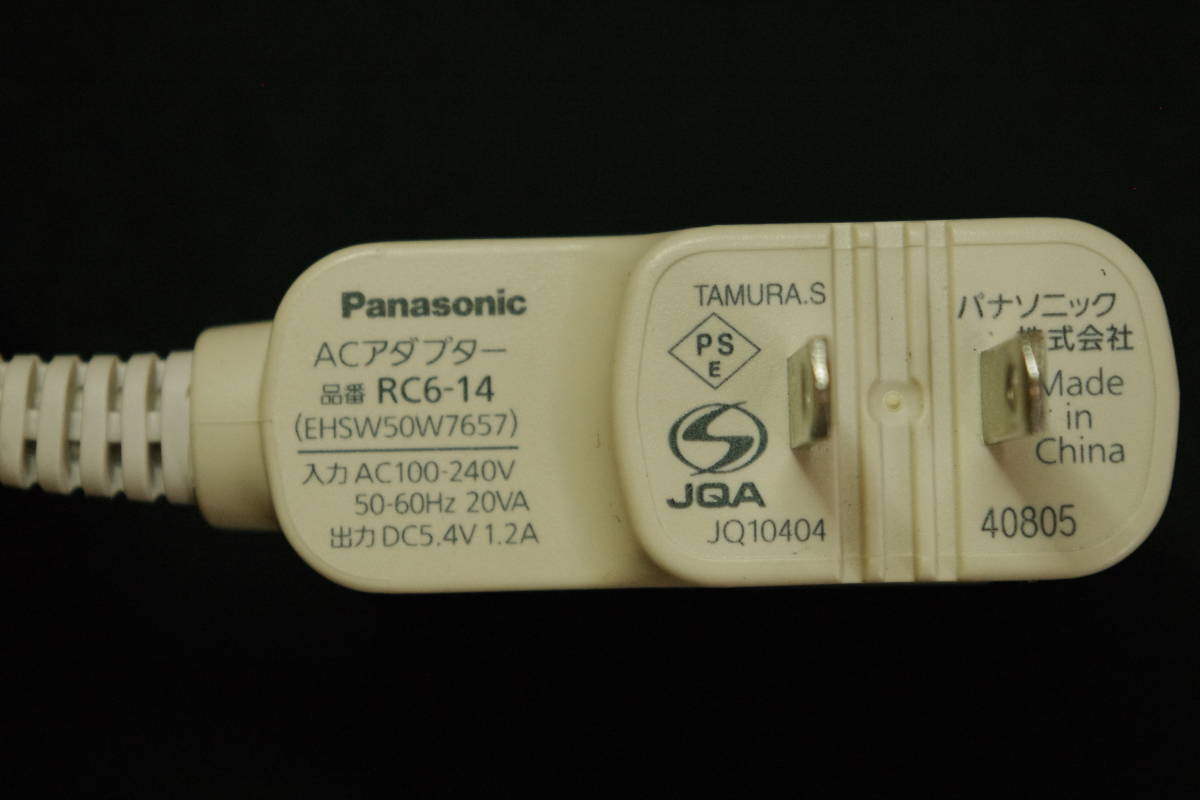 Panasonic
ACアダプター
品番 RC6-14
(EHSW50W7657)
入力 AC100-240V
50-60Hz 20VA
出力 DC5.4V 1.2A
TAMURA.S
PS
E
JQA
JQ10404
パナソニック
株式会社
Made
in
China
40805